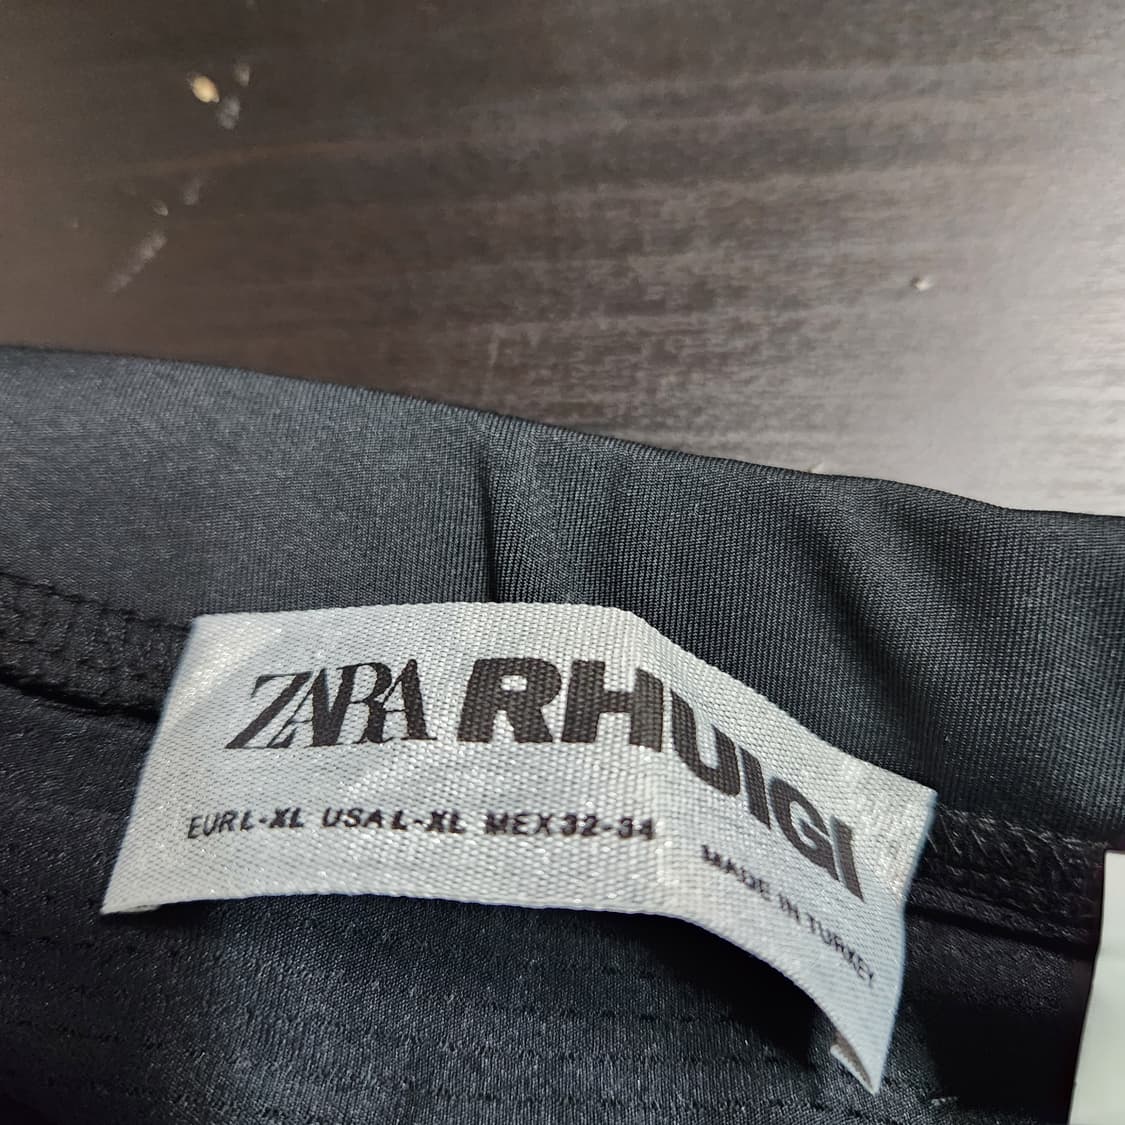 ZARA RHUIGI
EUR L-XL USA L-XL MEX 32-34
MADE IN TURKEY